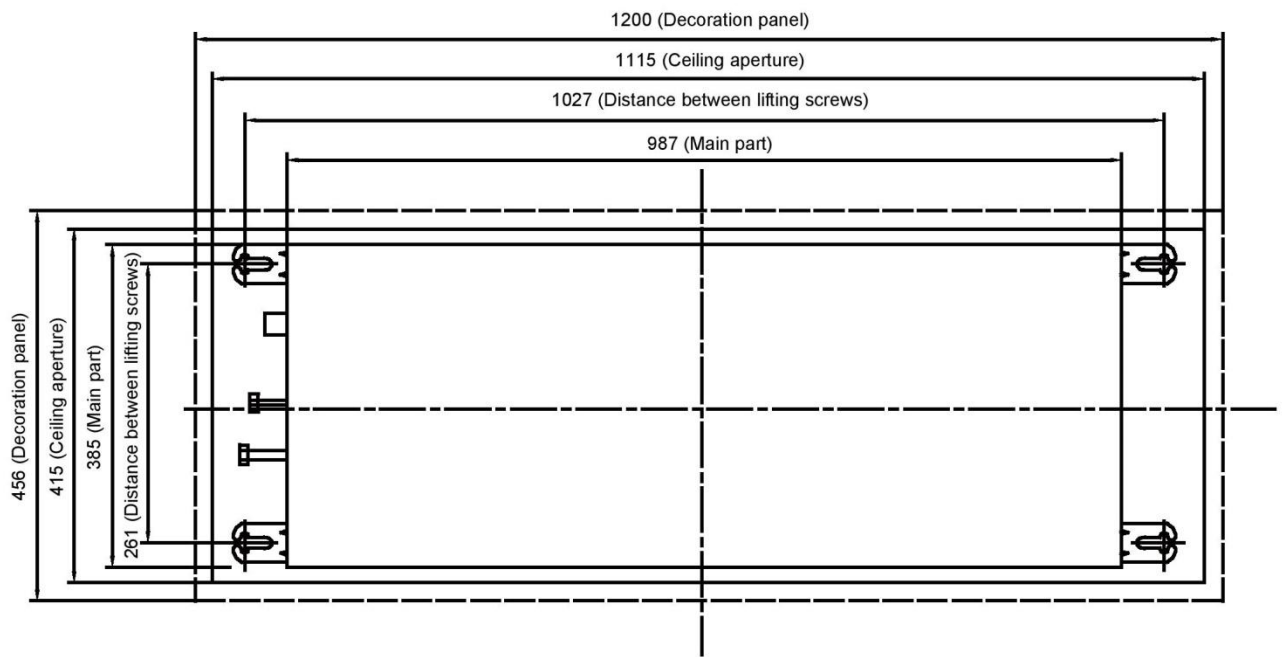 1200 (Decoration panel)
1115 (Ceiling aperture)
1027 (Distance between lifting screws)
987 (Main part)
456 (Decoration panel)
415 (Ceiling aperture)
385 (Main part)
261 (Distance between lifting screws)